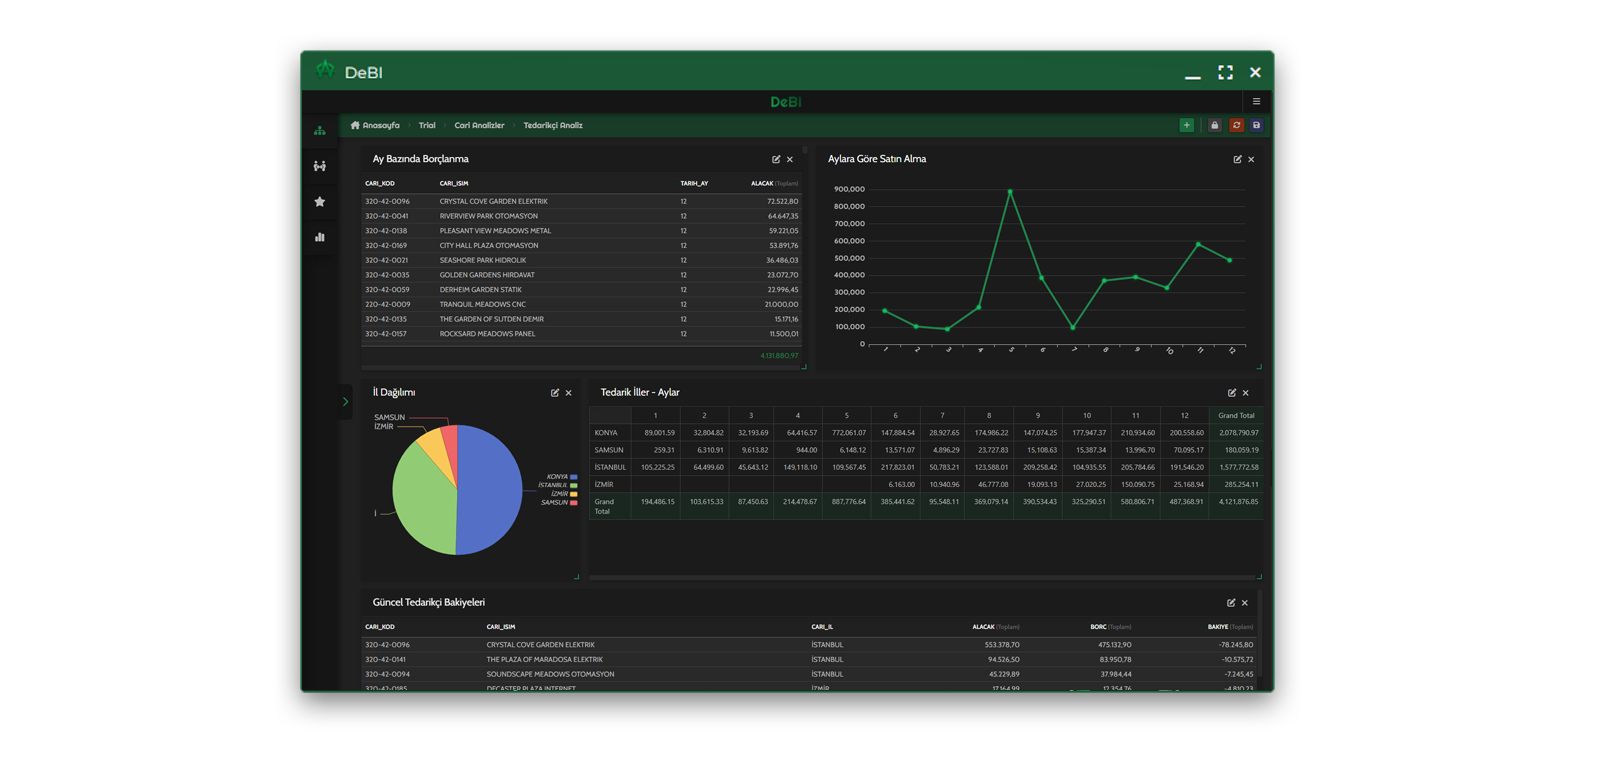 DeBI
DeBI
Anasayfa > Trial > Cari Analizler > Tedarikçi Analiz
Ay Bazında Borçlanma
CARI_KOD CARI_ISIM TARIH_AY ALACAK (Toplam)
320-42-0096 CRYSTAL COVE GARDEN ELEKTRIK 12 72.522,80
320-42-0041 RIVERVIEW PARK OTOMASYON 12 64.647,35
320-42-0138 PLEASANT VIEW MEADOWS METAL 12 59.221,05
320-42-0169 CITY HALL PLAZA OTOMASYON 12 53.891,76
320-42-0021 SEASHORE PARK HIDROLIK 12 36.486,03
320-42-0035 GOLDEN GARDENS HIRDAVAT 12 23.072,70
320-42-0059 DERHEIM GARDEN STATIK 12 22.996,45
220-42-0009 TRANQUIL MEADOWS CNC 12 21.000,00
320-42-0135 THE GARDEN OF SUTDEN DEMIR 12 15.171,16
320-42-0157 ROCKSARD MEADOWS PANEL 12 11.500,01
4.131.880,97
Aylara Göre Satın Alma
900,000
800,000
700,000
600,000
500,000
400,000
300,000
200,000
100,000
0
1 2 3 4 5 6 7 8 9 10 11 12
İl Dağılımı
SAMSUN
İZMİR
İ
KONYA
İSTANBUL
İZMİR
SAMSUN
Tedarik İller - Aylar
1 2 3 4 5 6 7 8 9 10 11 12 Grand Total
KONYA 89,001.59 32,804.82 32,193.69 64,416.57 772,061.07 147,884.54 28,927.65 174,986.22 147,074.25 177,947.37 210,934.60 200,558.60 2,078,790.97
SAMSUN 259.31 6,310.91 9,613.82 944.00 6,148.12 13,571.07 4,896.29 23,727.83 15,108.63 15,387.34 13,996.70 70,095.17 180,059.19
İSTANBUL 105,225.25 64,499.60 45,643.12 149,118.10 109,567.45 217,823.01 50,783.21 123,588.01 209,258.42 104,935.55 205,784.66 191,546.20 1,577,772.58
İZMİR 6,163.00 10,940.96 46,777.08 19,093.13 27,020.25 150,090.75 25,168.94 285,254.11
Grand Total 194,486.15 103,615.33 87,450.63 214,478.67 887,776.64 385,441.62 95,548.11 369,079.14 390,534.43 325,290.51 580,806.71 487,368.91 4,121,876.85
Güncel Tedarikçi Bakiyeleri
CARI_KOD CARI_ISIM CARI_IL ALACAK (Toplam) BORC (Toplam) BAKIYE (Toplam)
320-42-0096 CRYSTAL COVE GARDEN ELEKTRIK İSTANBUL 553.378,70 475.132,90 -78.245,80
320-42-0141 THE PLAZA OF MARADOSA ELEKTRIK İSTANBUL 94.526,50 83.950,78 -10.575,72
320-42-0094 SOUNDSCAPE MEADOWS OTOMASYON İSTANBUL 45.229,89 37.984,44 -7.245,45
320-42-0185 DECASTER PLAZA INTERNET İZMİR 17.164,99 12.354,76 -4.810,23